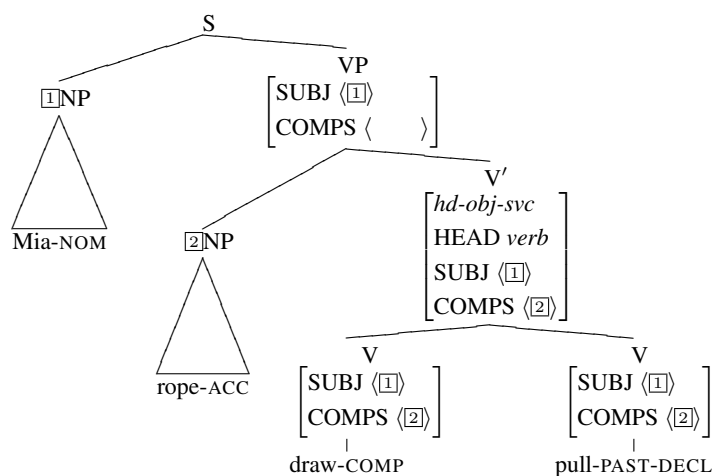 S
VP
1NP
[SUBJ ⟨1⟩
COMPS ⟨ ⟩]
V′
Mia-NOM
2NP
[hd-obj-svc
HEAD verb
SUBJ ⟨1⟩
COMPS ⟨2⟩]
V V
rope-ACC
[SUBJ ⟨1⟩ [SUBJ ⟨1⟩
COMPS ⟨2⟩] COMPS ⟨2⟩]
draw-COMP pull-PAST-DECL